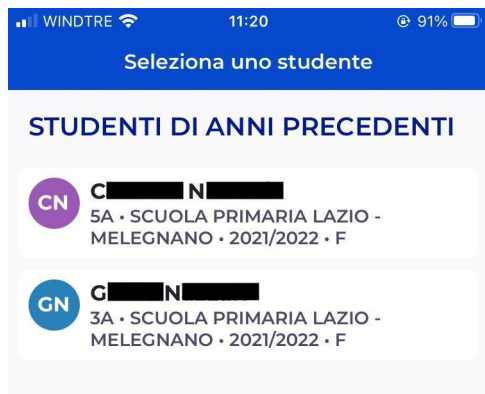 WINDTRE 11:20 91%
Seleziona uno studente
STUDENTI DI ANNI PRECEDENTI
CN C N
5A • SCUOLA PRIMARIA LAZIO -
MELEGNANO • 2021/2022 • F
GN G N
3A • SCUOLA PRIMARIA LAZIO -
MELEGNANO • 2021/2022 • F